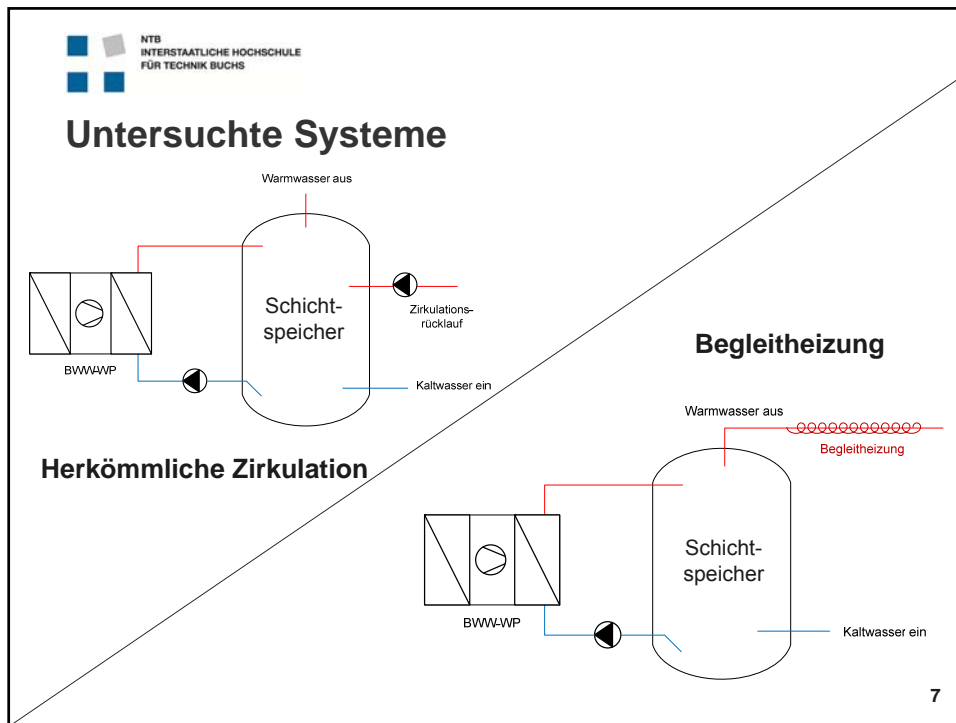 NTB
INTERSTAATLICHE HOCHSCHULE
FÜR TECHNIK BUCHS
Untersuchte Systeme
Warmwasser aus
Schicht-
speicher
Zirkulations-
rücklauf
BWW-WP
Kaltwasser ein
Herkömmliche Zirkulation
Begleitheizung
Warmwasser aus
Begleitheizung
Schicht-
speicher
BWW-WP
Kaltwasser ein
7